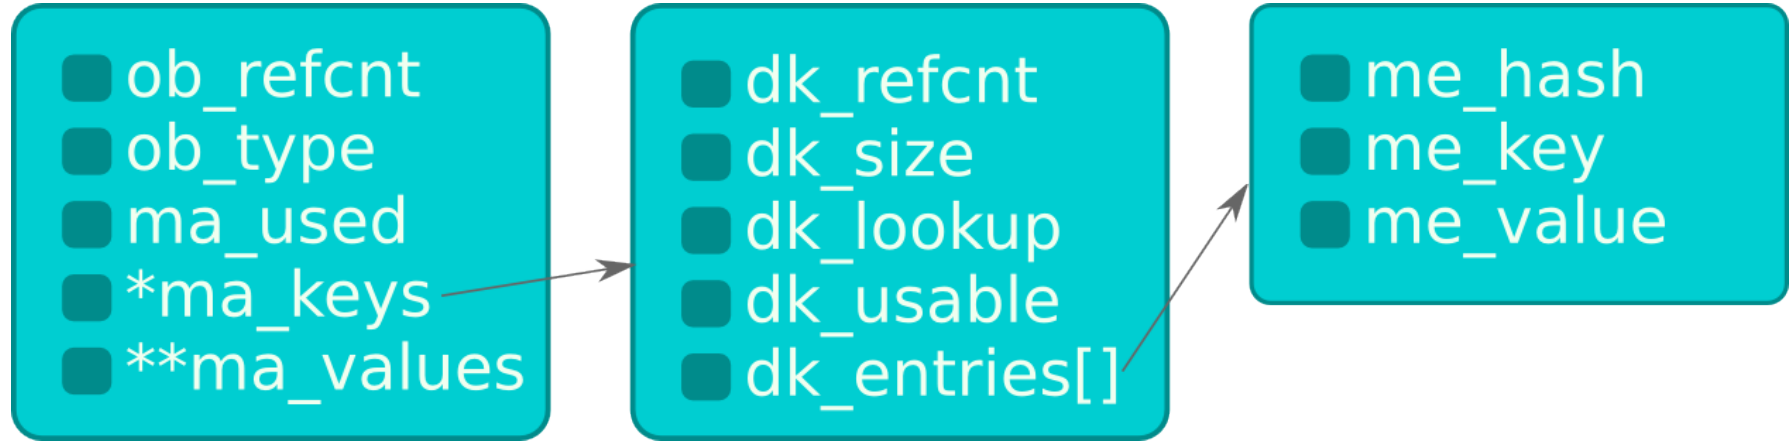 ob_refcnt
ob_type
ma_used
*ma_keys
**ma_values
dk_refcnt
dk_size
dk_lookup
dk_usable
dk_entries[]
me_hash
me_key
me_value